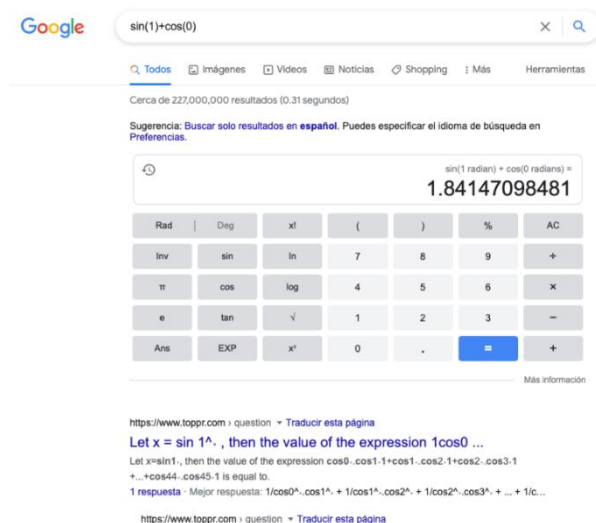 Google
sin(1)+cos(0)
Todos Imágenes Videos Noticias Shopping Más Herramientas
Cerca de 227,000,000 resultados (0.31 segundos)
Sugerencia: Buscar solo resultados en español. Puedes especificar el idioma de búsqueda en
Preferencias.
sin(1 radian) + cos(0 radians) =
1.84147098481
Rad | Deg x! ( ) % AC
Inv sin ln 7 8 9 ÷
π cos log 4 5 6 ×
e tan √ 1 2 3 −
Ans EXP xʸ 0 . = +
Más información
https://www.toppr.com › question Traducir esta página
Let x = sin 1^∘ , then the value of the expression 1cos0 ...
Let x=sin1∘, then the value of the expression cos0∘.cos1∘1+cos1∘.cos2∘1+cos2∘.cos3∘1
+...+cos44∘.cos45∘1 is equal to.
1 respuesta · Mejor respuesta: 1/cos0^∘.cos1^∘ + 1/cos1^∘.cos2^∘ + 1/cos2^∘.cos3^∘ + ... + 1/c...
https://www.toppr.com › question Traducir esta página